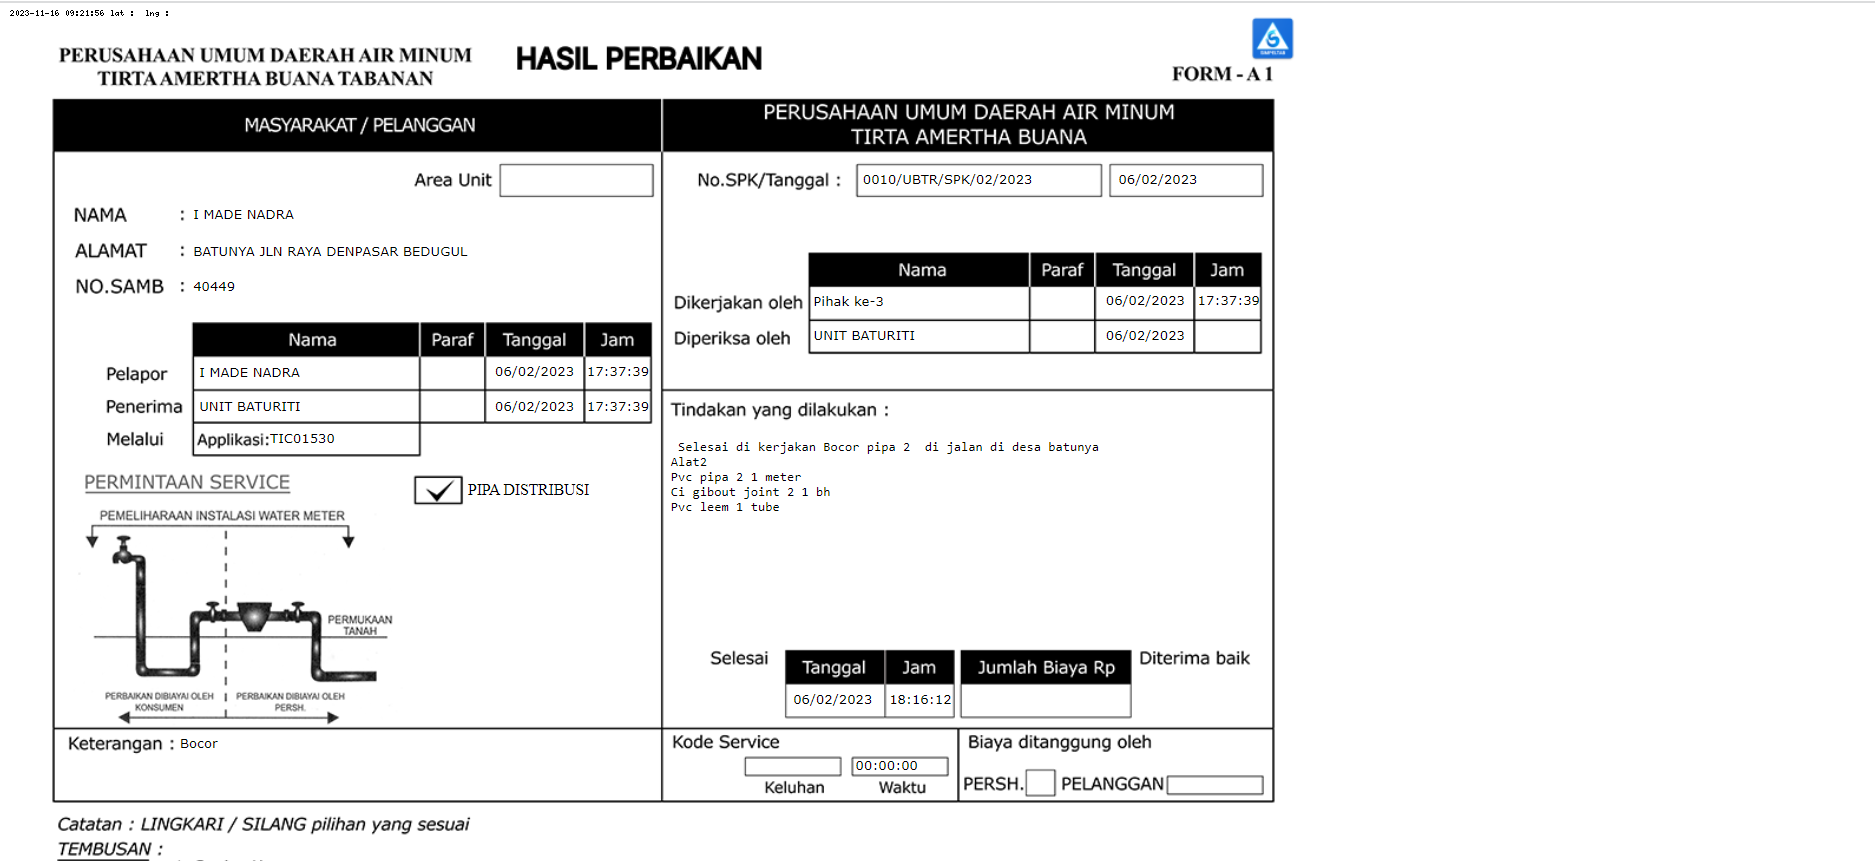 2023-11-16 09:21:56 lat :  lng :
PERUSAHAAN UMUM DAERAH AIR MINUM
TIRTA AMERTHA BUANA TABANAN
HASIL PERBAIKAN
FORM - A 1
MASYARAKAT / PELANGGAN
PERUSAHAAN UMUM DAERAH AIR MINUM
TIRTA AMERTHA BUANA
Area Unit
NAMA : I MADE NADRA
ALAMAT : BATUNYA JLN RAYA DENPASAR BEDUGUL
NO.SAMB : 40449
Nama Paraf Tanggal Jam
Pelapor I MADE NADRA 06/02/2023 17:37:39
Penerima UNIT BATURITI 06/02/2023 17:37:39
Melalui Applikasi:TIC01530
PERMINTAAN SERVICE
PIPA DISTRIBUSI
PEMELIHARAAN INSTALASI WATER METER
PERMUKAAN
TANAH
PERBAIKAN DIBIAYAI OLEH
KONSUMEN
PERBAIKAN DIBIAYAI OLEH
PERSH.
Keterangan : Bocor
No.SPK/Tanggal : 0010/UBTR/SPK/02/2023 06/02/2023
Nama Paraf Tanggal Jam
Dikerjakan oleh Pihak ke-3 06/02/2023 17:37:39
Diperiksa oleh UNIT BATURITI 06/02/2023
Tindakan yang dilakukan :
Selesai di kerjakan Bocor pipa 2  di jalan di desa batunya
Alat2
Pvc pipa 2 1 meter
Ci gibout joint 2 1 bh
Pvc leem 1 tube
Selesai Tanggal Jam Jumlah Biaya Rp Diterima baik
06/02/2023 18:16:12
Kode Service
00:00:00
Keluhan Waktu
Biaya ditanggung oleh
PERSH. PELANGGAN
Catatan : LINGKARI / SILANG pilihan yang sesuai
TEMBUSAN :